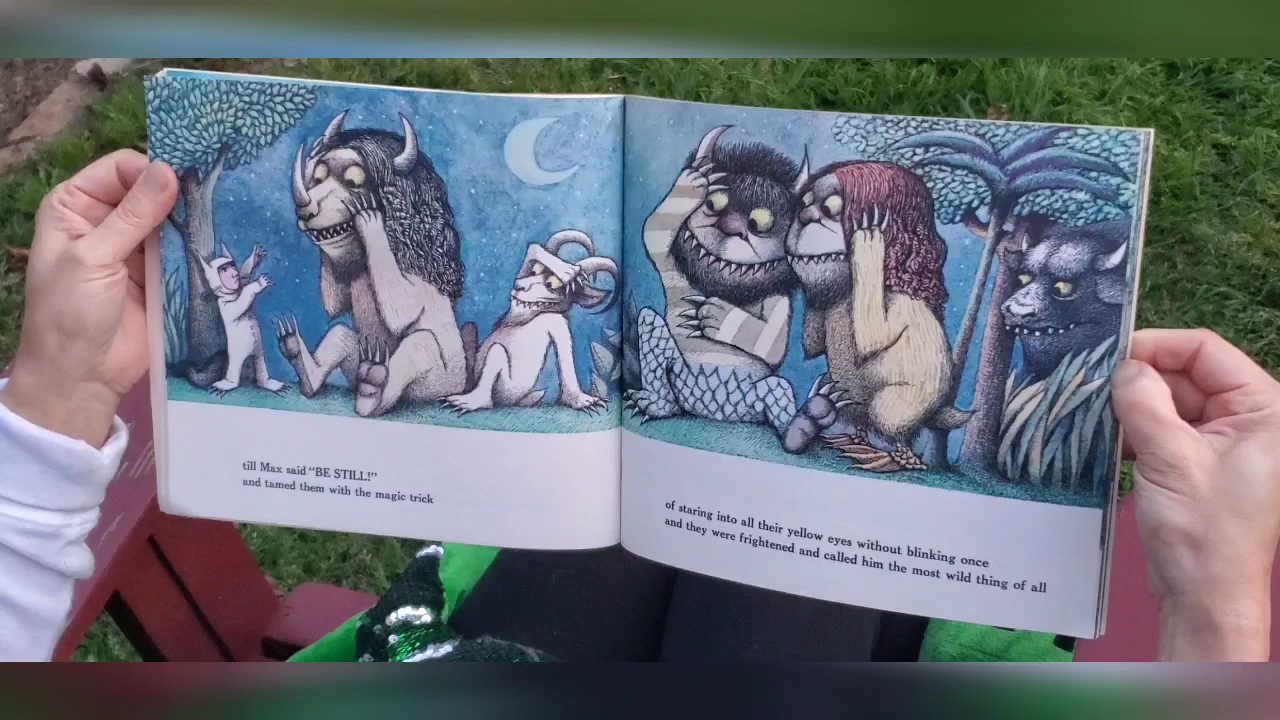 till Max said “BE STILL!”
and tamed them with the magic trick
of staring into all their yellow eyes without blinking once
and they were frightened and called him the most wild thing of all